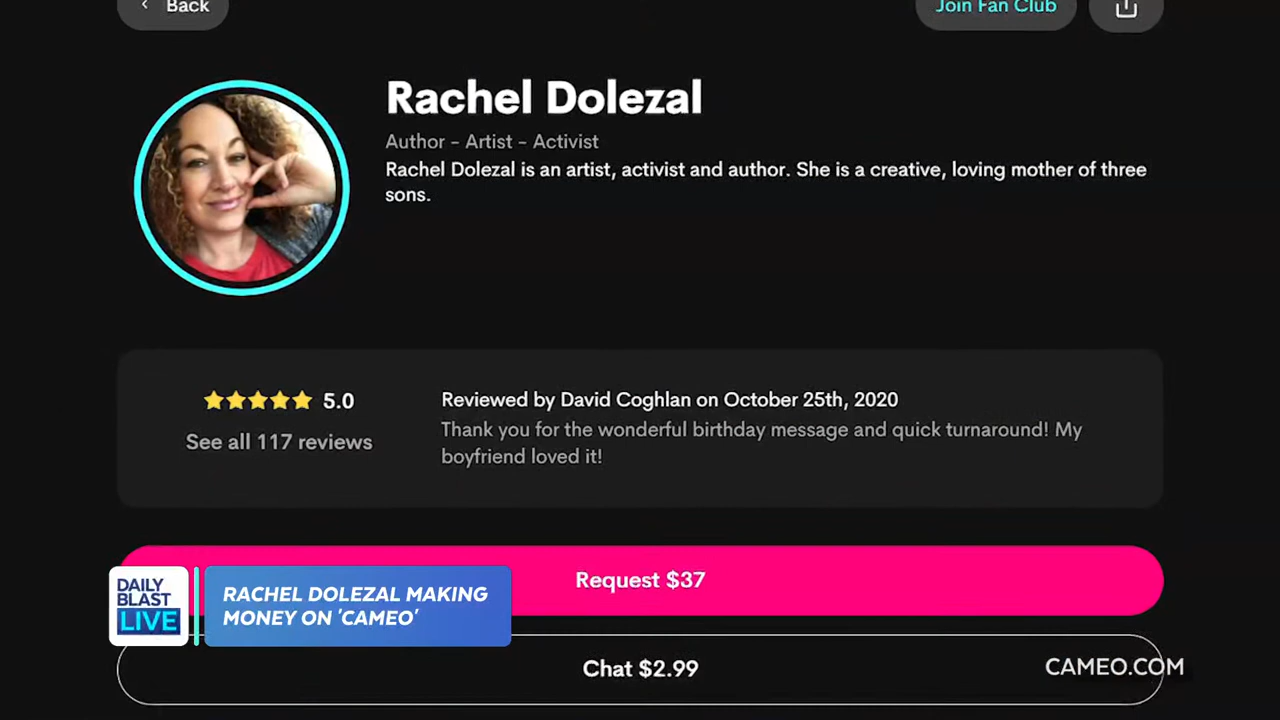 Back
Join Fan Club
Rachel Dolezal
Author - Artist - Activist
Rachel Dolezal is an artist, activist and author. She is a creative, loving mother of three
sons.
5.0
See all 117 reviews
Reviewed by David Coghlan on October 25th, 2020
Thank you for the wonderful birthday message and quick turnaround! My
boyfriend loved it!
Request $37
DAILY
BLAST
LIVE
RACHEL DOLEZAL MAKING
MONEY ON 'CAMEO'
Chat $2.99
CAMEO.COM